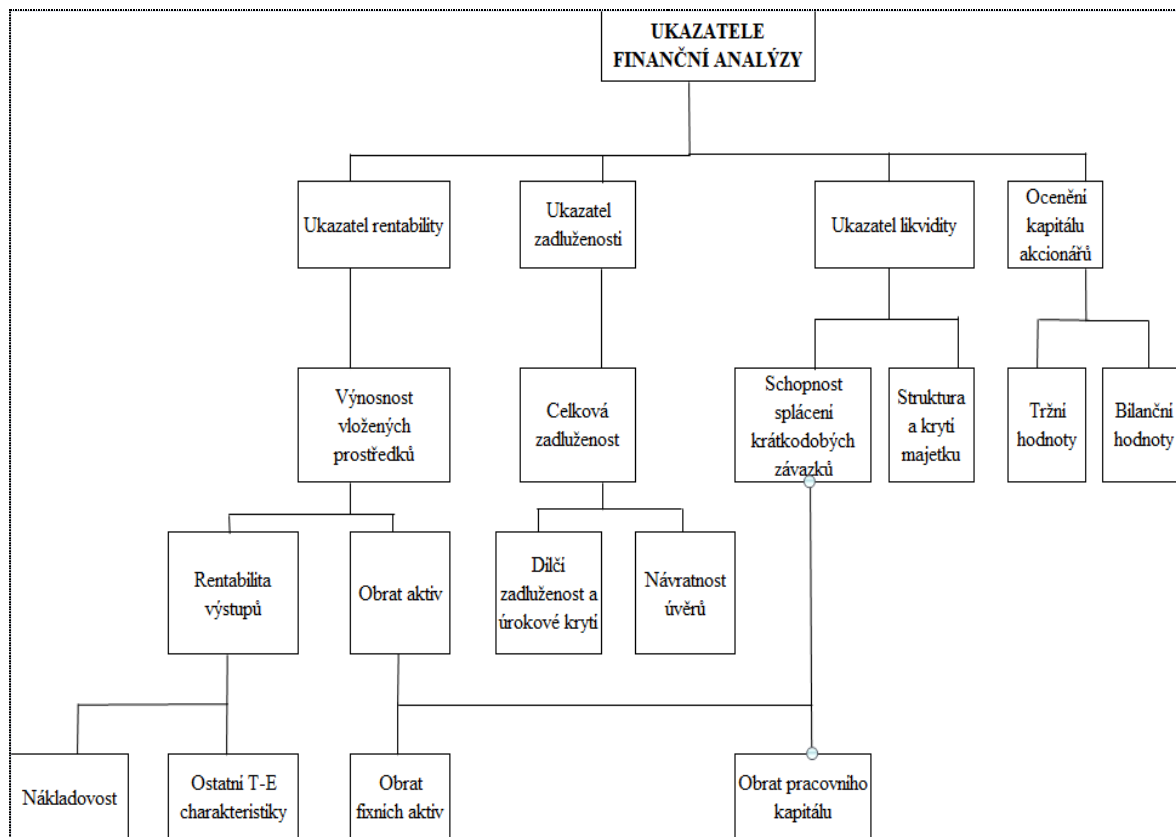 UKAZATELE
FINANČNÍ ANALÝZY
Ukazatel rentability
Ukazatel
zadluženosti
Ukazatel likvidity
Ocenění
kapitálu
akcionářů
Výnosnost
vložených
prostředků
Celková
zadluženost
Schopnost
splácení
krátkodobých
závazků
Struktura
a krytí
majetku
Tržní
hodnoty
Bilanční
hodnoty
Rentabilita
výstupů
Obrat aktiv
Dílčí
zadluženost a
úrokové krytí
Návratnost
úvěrů
Nákladovost
Ostatní T-E
charakteristiky
Obrat
fixních aktiv
Obrat pracovního
kapitálu